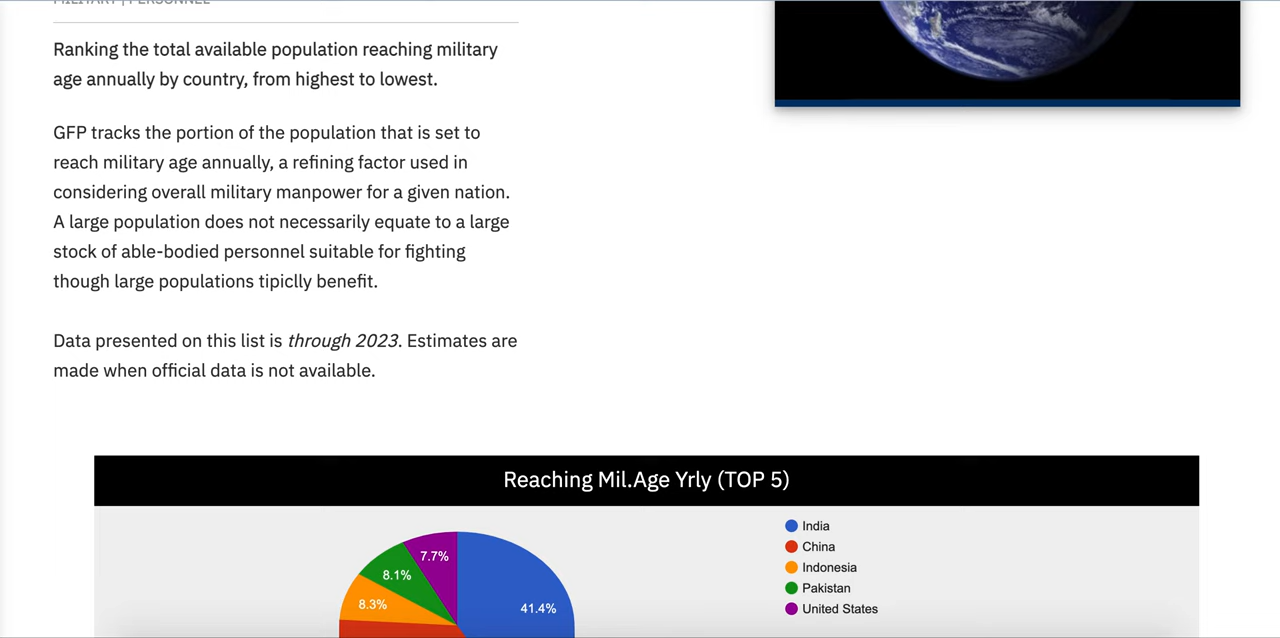 MILITARY | PERSONNEL
Ranking the total available population reaching military
age annually by country, from highest to lowest.
GFP tracks the portion of the population that is set to
reach military age annually, a refining factor used in
considering overall military manpower for a given nation.
A large population does not necessarily equate to a large
stock of able-bodied personnel suitable for fighting
though large populations tipiclly benefit.
Data presented on this list is through 2023. Estimates are
made when official data is not available.
Reaching Mil.Age Yrly (TOP 5)
India
China
Indonesia
Pakistan
United States
7.7%
8.1%
8.3%
41.4%